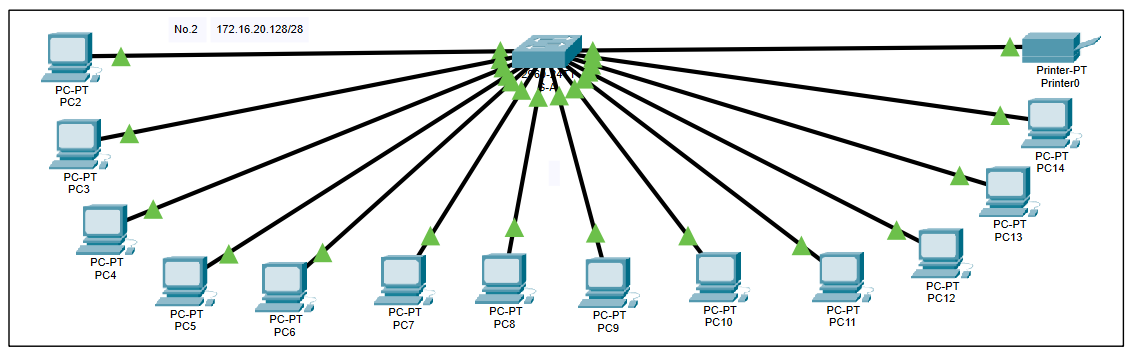 No.2 172.16.20.128/28
PC-PT
PC2
PC-PT
PC3
PC-PT
PC4
PC-PT
PC5
PC-PT
PC6
PC-PT
PC7
PC-PT
PC8
PC-PT
PC9
PC-PT
PC10
PC-PT
PC11
PC-PT
PC12
PC-PT
PC13
PC-PT
PC14
Printer-PT
Printer0
S-A